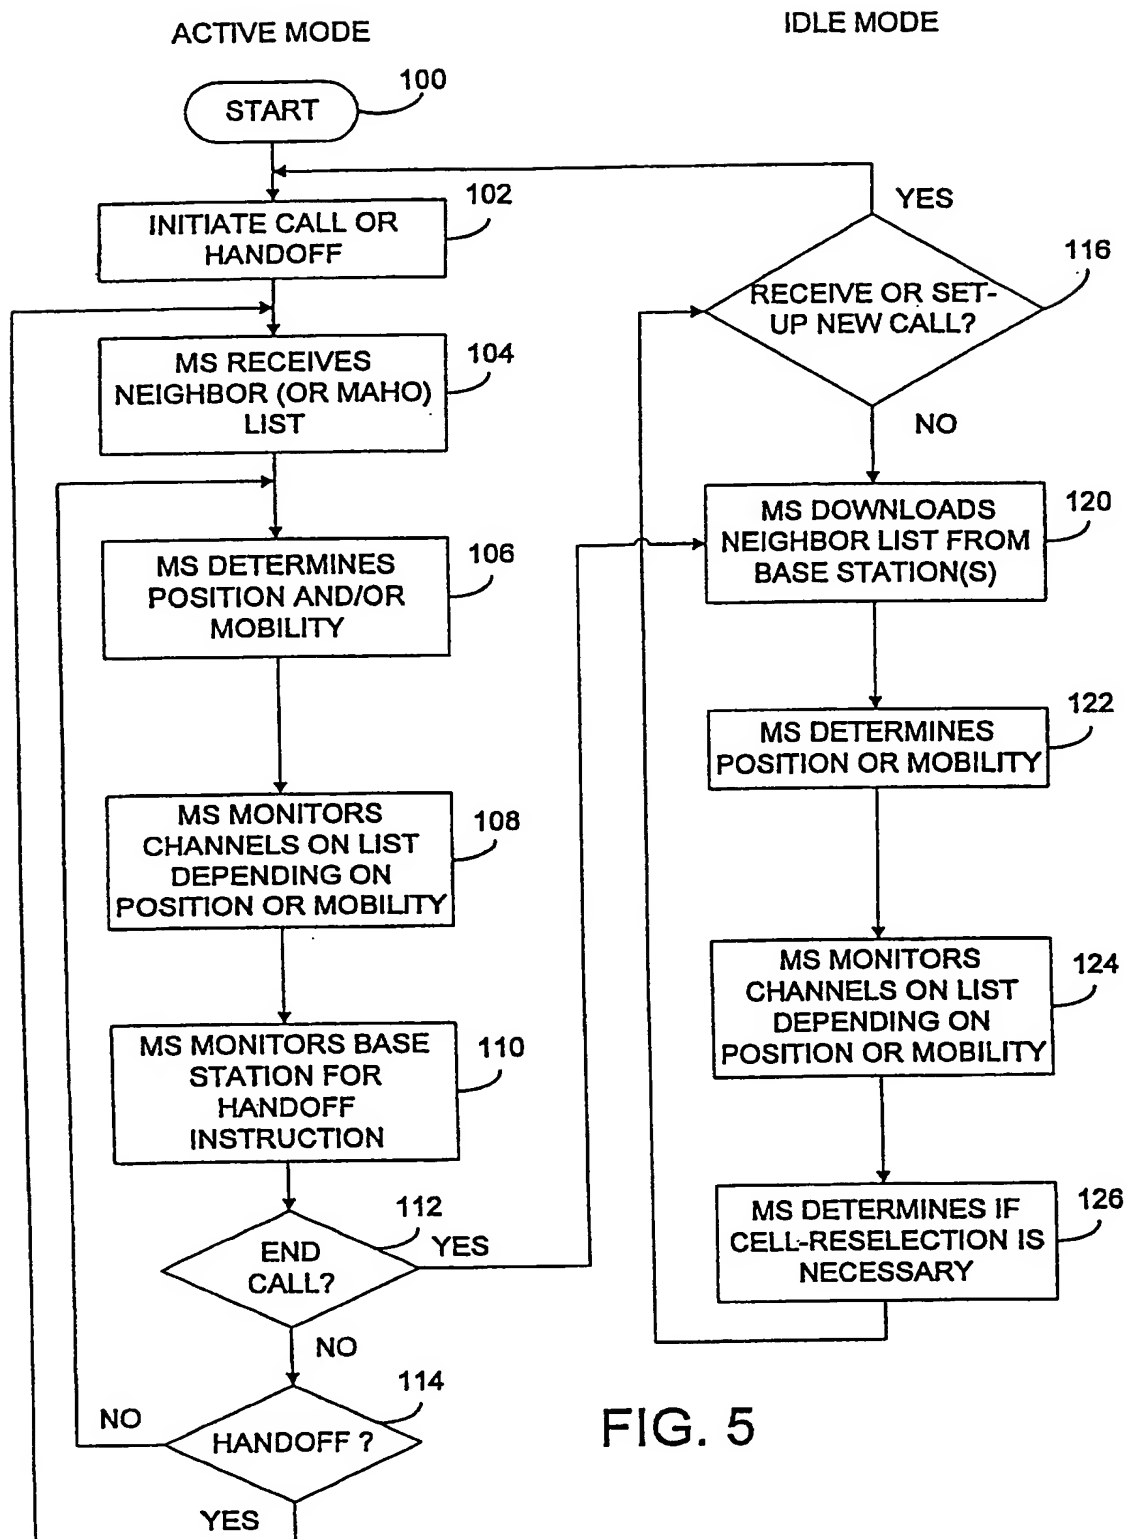 ACTIVE MODE
IDLE MODE
START
100
INITIATE CALL OR
HANDOFF
102
MS RECEIVES
NEIGHBOR (OR MAHO)
LIST
104
MS DETERMINES
POSITION AND/OR
MOBILITY
106
MS MONITORS
CHANNELS ON LIST
DEPENDING ON
POSITION OR MOBILITY
108
MS MONITORS BASE
STATION FOR
HANDOFF
INSTRUCTION
110
END
CALL?
112
YES
NO
HANDOFF ?
114
NO
YES
YES
RECEIVE OR SET-
UP NEW CALL?
116
NO
MS DOWNLOADS
NEIGHBOR LIST FROM
BASE STATION(S)
120
MS DETERMINES
POSITION OR MOBILITY
122
MS MONITORS
CHANNELS ON LIST
DEPENDING ON
POSITION OR MOBILITY
124
MS DETERMINES IF
CELL-RESELECTION IS
NECESSARY
126
FIG. 5